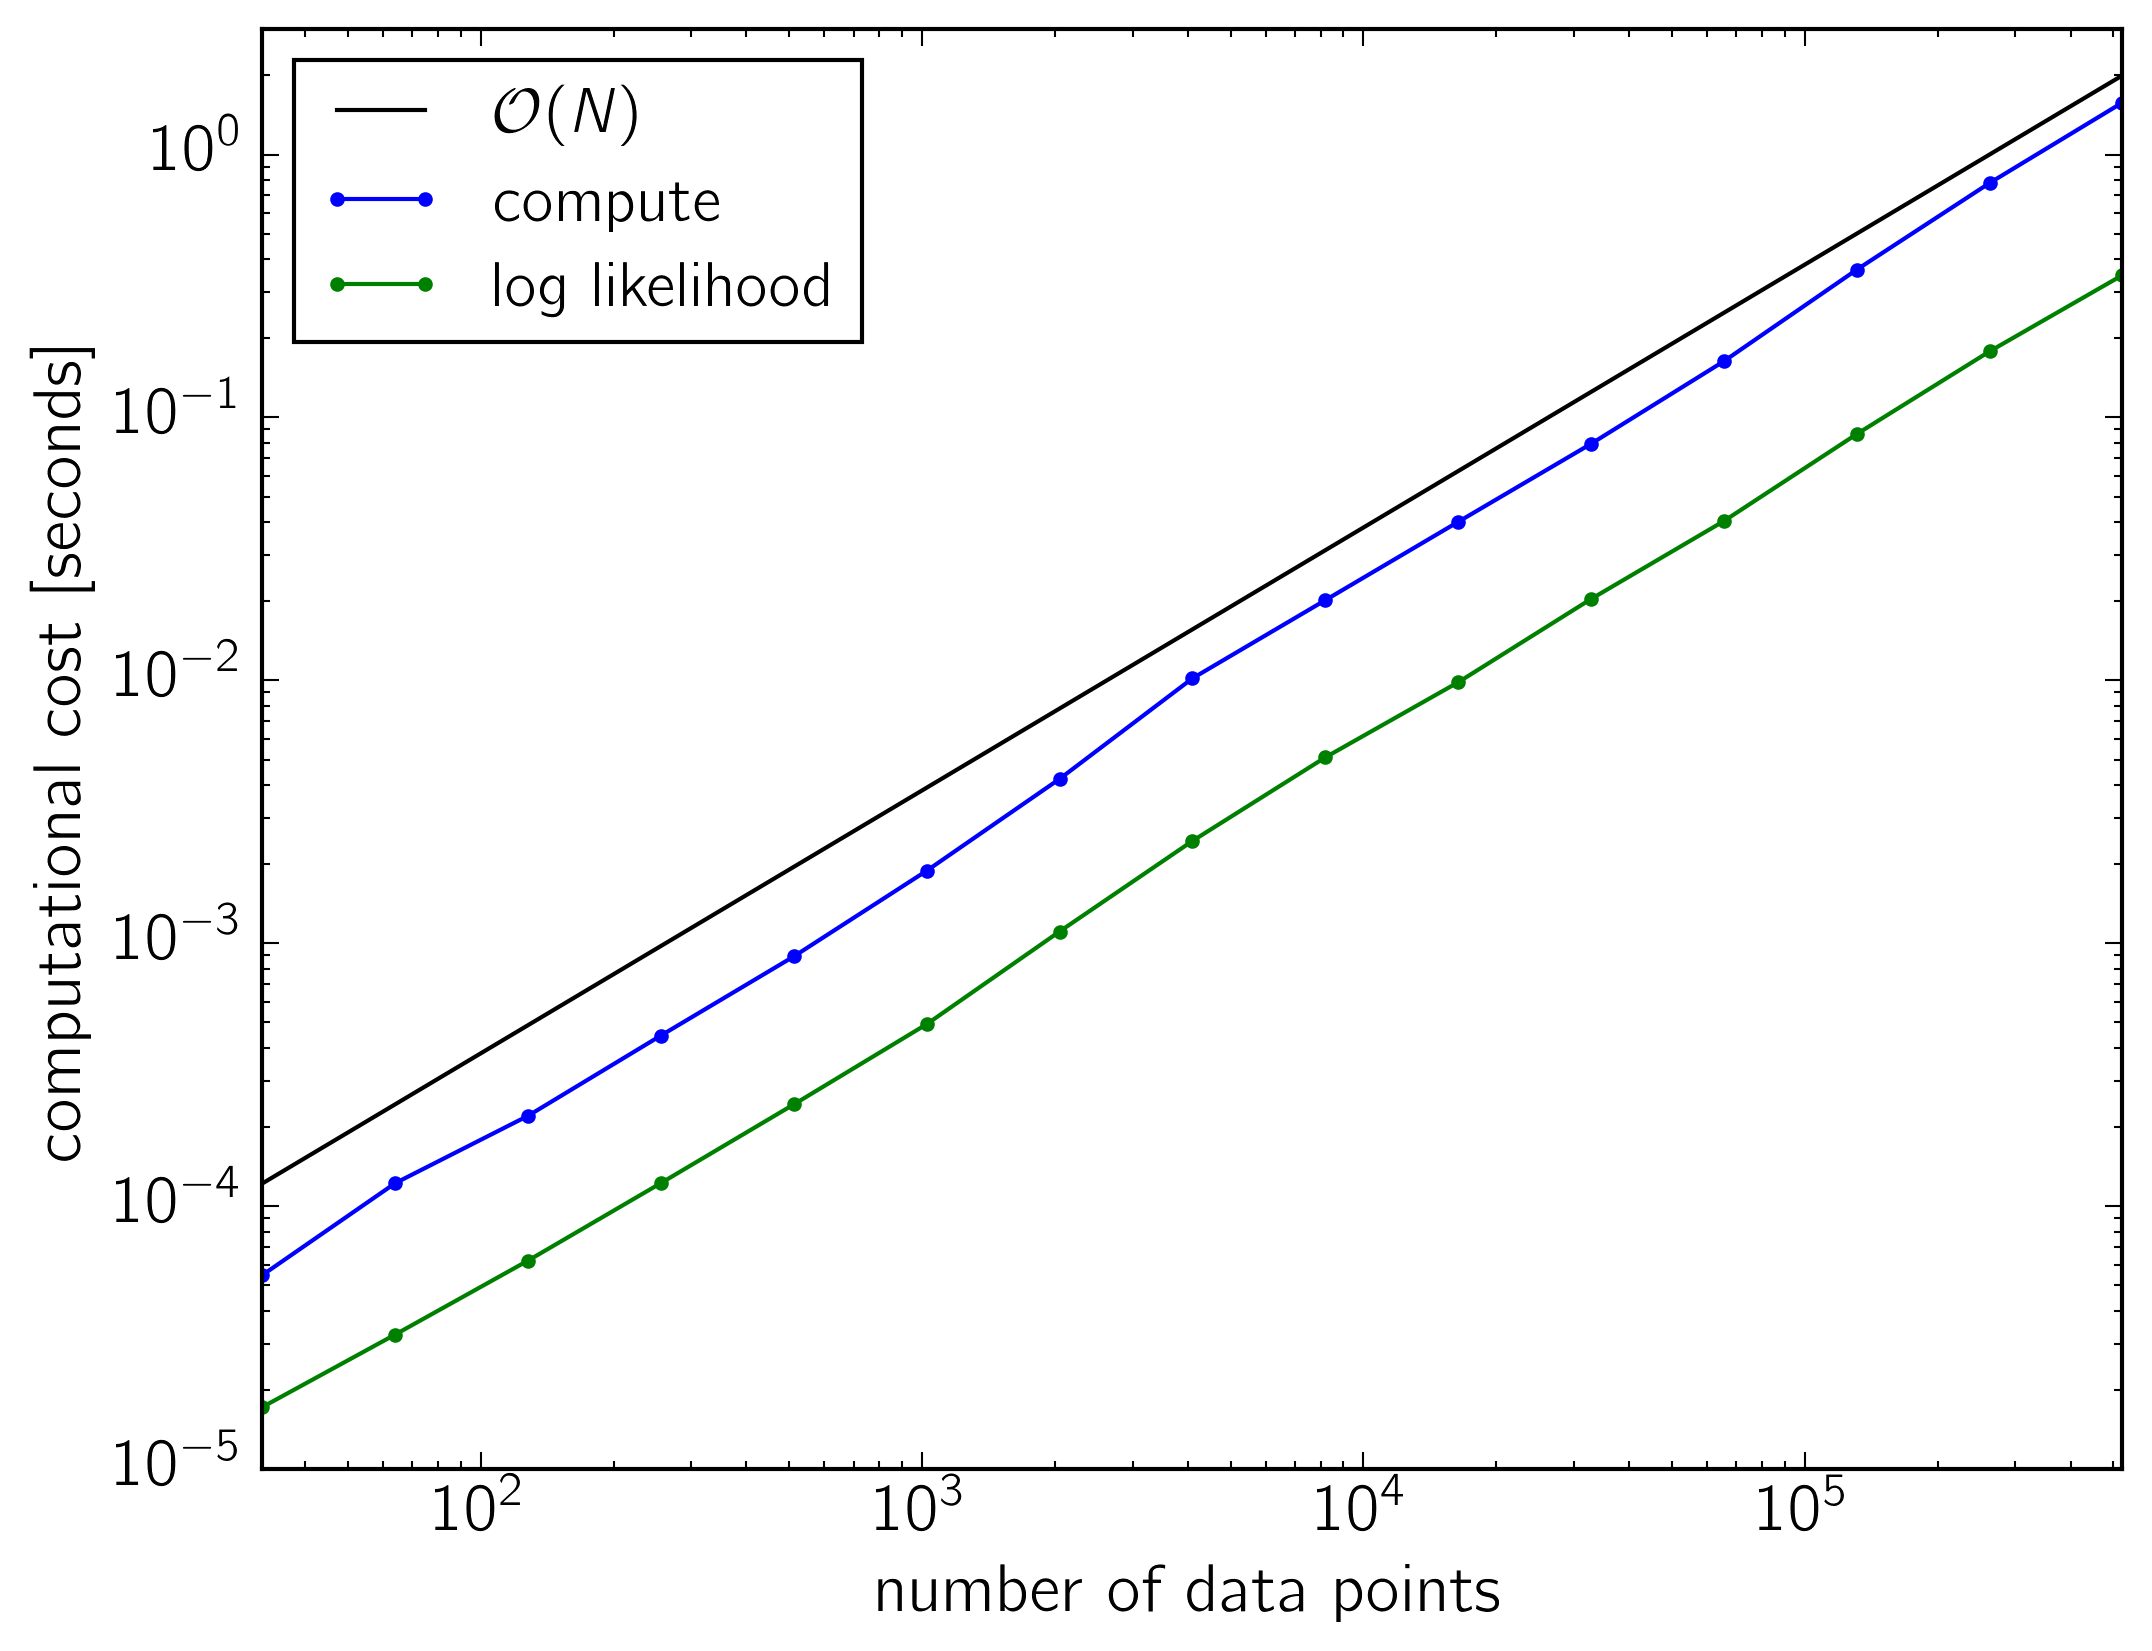 𝒪(N)
compute
log likelihood
computational cost [seconds]
10⁰
10⁻¹
10⁻²
10⁻³
10⁻⁴
10⁻⁵
10²
10³
10⁴
10⁵
number of data points